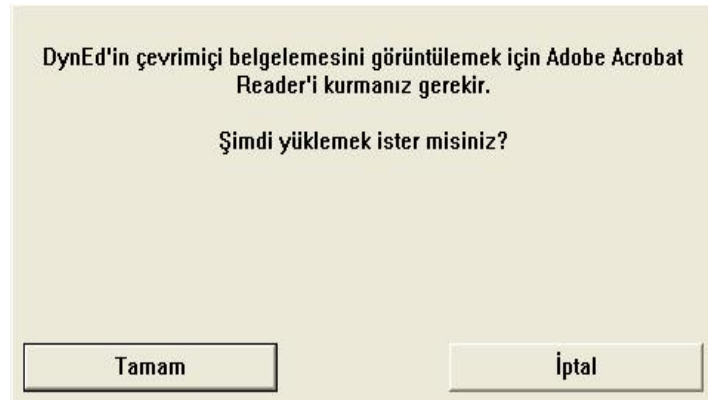 DynEd'in çevrimiçi belgelemesini görüntülemek için Adobe Acrobat
Reader'i kurmanız gerekir.
Şimdi yüklemek ister misiniz?
Tamam
İptal